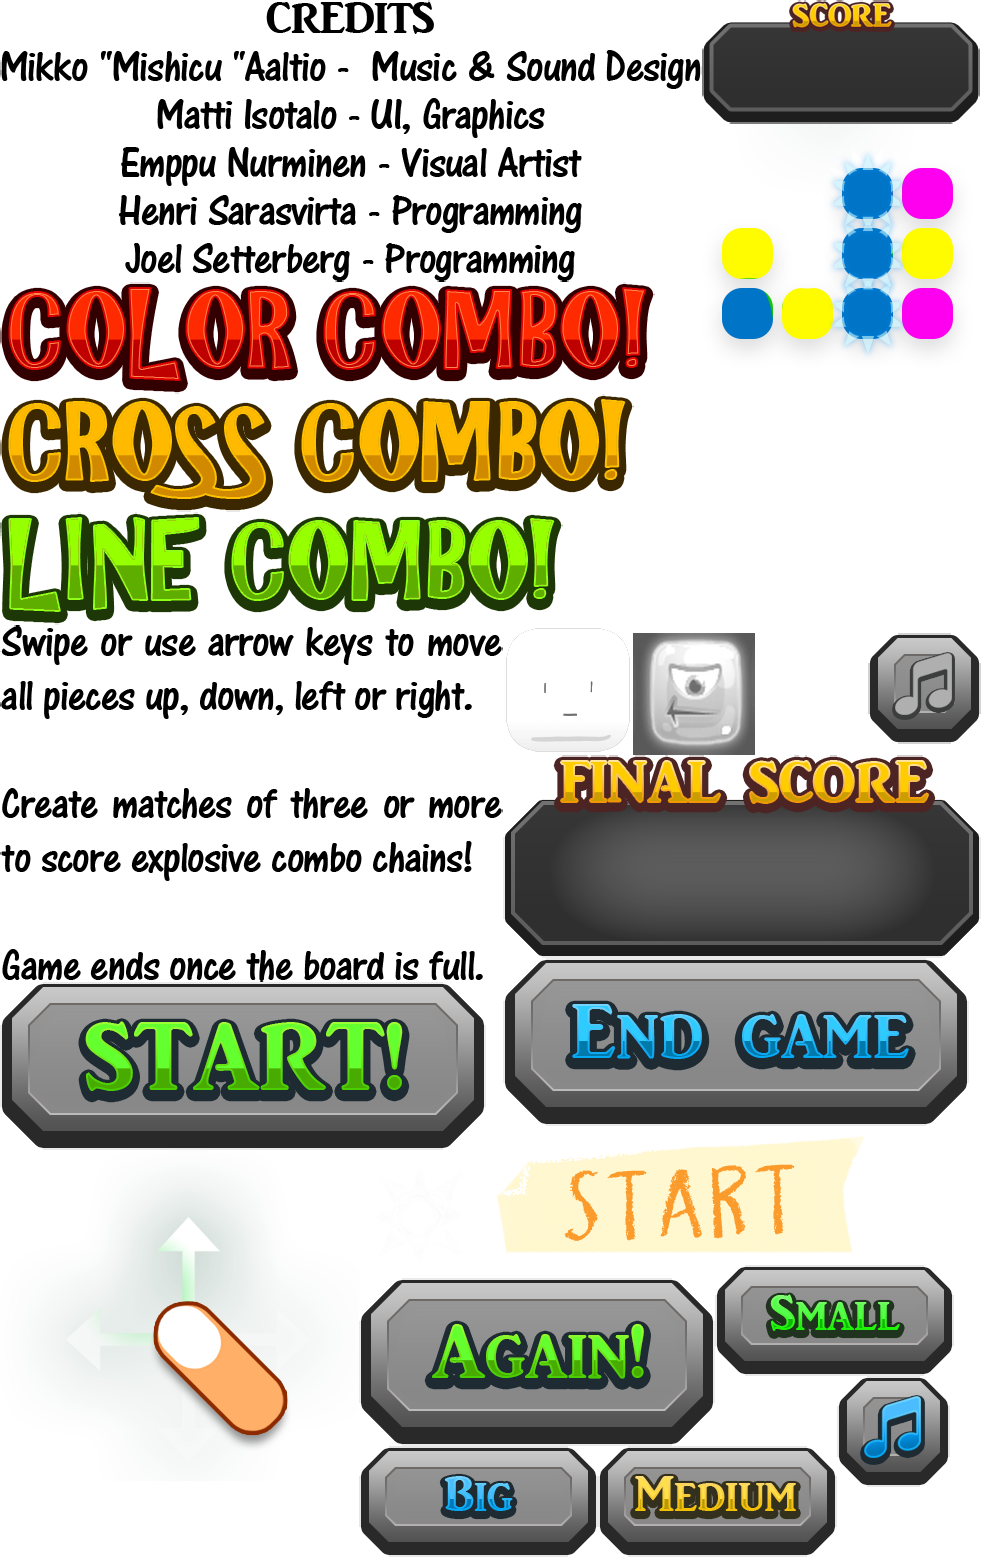 CREDITS
Mikko "Mishicu "Aaltio - Music & Sound Design
Matti Isotalo - UI, Graphics
Emppu Nurminen - Visual Artist
Henri Sarasvirta - Programming
Joel Setterberg - Programming
SCORE
COLOR COMBO!
CROSS COMBO!
LINE COMBO!
Swipe or use arrow keys to move
all pieces up, down, left or right.
Create matches of three or more
to score explosive combo chains!
Game ends once the board is full.
FINAL SCORE
START!
END GAME
START
AGAIN!
SMALL
BIG
MEDIUM